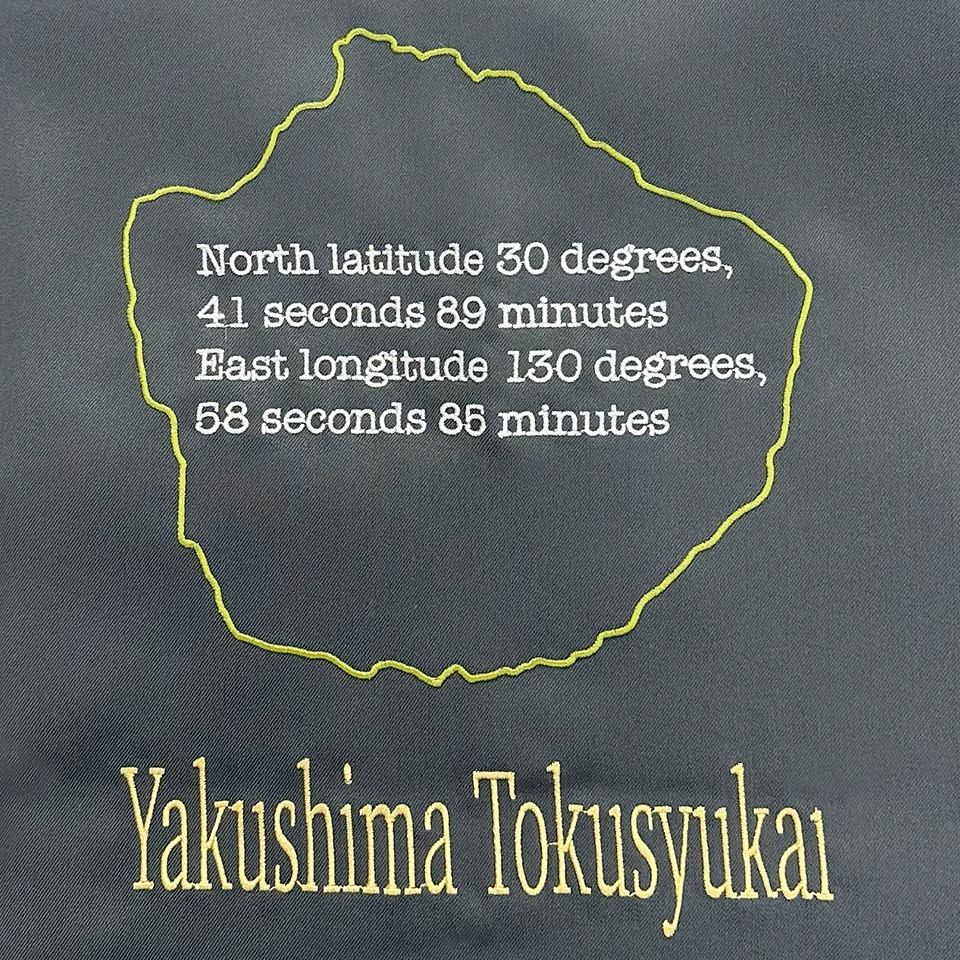 North latitude 30 degrees,
41 seconds 89 minutes
East longitude 130 degrees,
58 seconds 85 minutes
Yakushima Tokusyukai